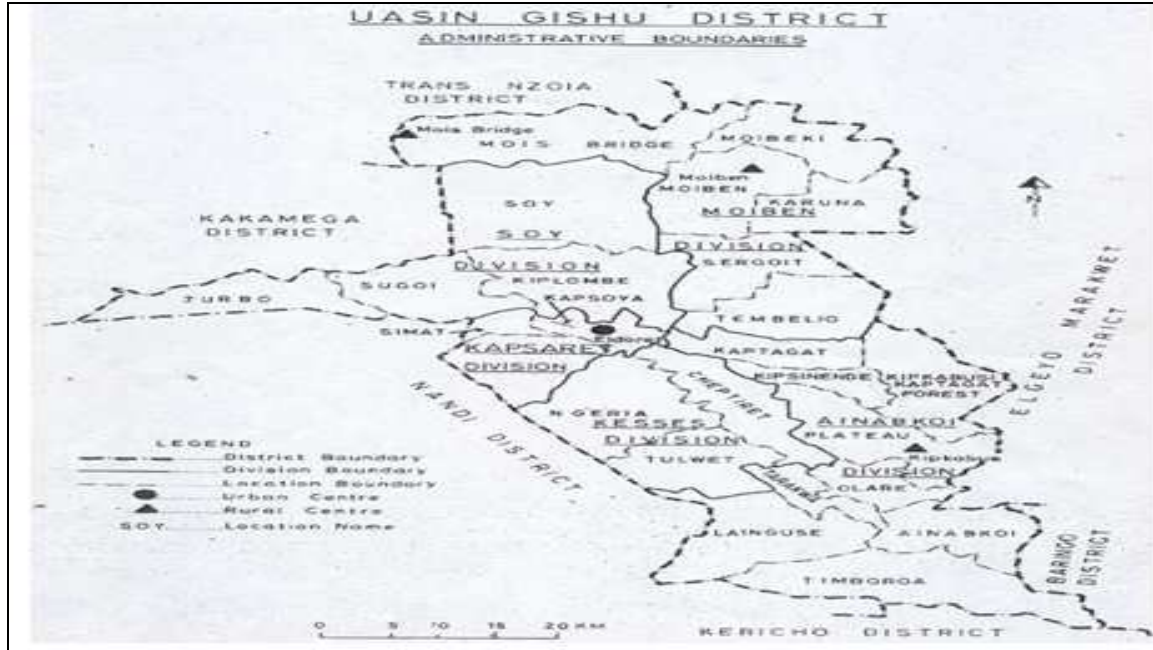 UASIN GISHU DISTRICT
ADMINISTRATIVE BOUNDARIES
TRANS NZOIA
DISTRICT
Mois Bridge
MOIS BRIDGE
MOIBEKI
Moiben
MOIBEN
KARUNA
MOIBEN
DIVISION
SOY
SOY
DIVISION
KAKAMEGA
DISTRICT
SERGOIT
KIPLOMBE
SUGOI
TURBO
KAPSOYA
TEMBELIO
SIMAT
Eldoret
KAPSARET
DIVISION
KAPTAGAT
KIPSINENDE
KIPKABUSI
KAPTAGAT
FOREST
ELGEYO MARAKWET
DISTRICT
CHEPTIRET
NANDI DISTRICT
NGERIA
KESSES
DIVISION
TULWET
AINABKOI
PLATEAU
Kipkabus
DIVISION
OLARE
TARAKWA
LAINGUSE
AINABKOI
TIMBOROA
BARINGO
DISTRICT
KERICHO DISTRICT
LEGEND
District Boundary
Division Boundary
Location Boundary
Urban Centre
Rural Centre
SOY Location Name
0 5 10 15 20 KM
N